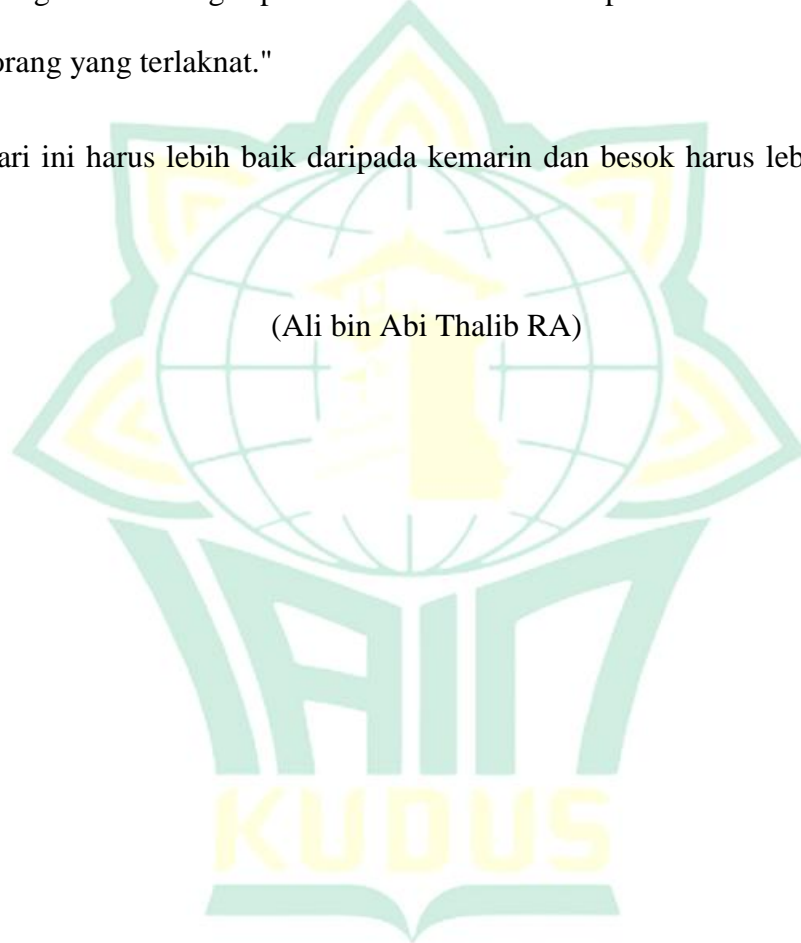 orang yang terlaknat."
ari ini harus lebih baik daripada kemarin dan besok harus leb
(Ali bin Abi Thalib RA)
IAIN
KUDUS